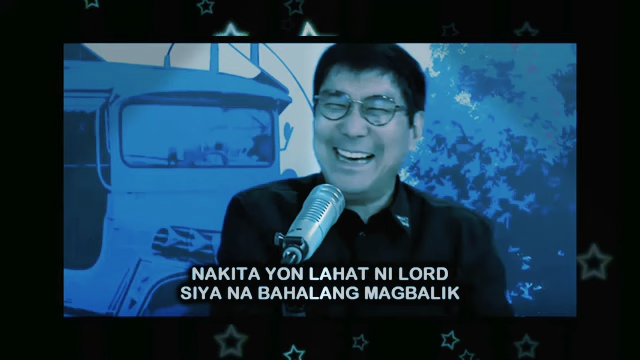 NAKITA YON LAHAT NI LORD
SIYA NA BAHALANG MAGBALIK